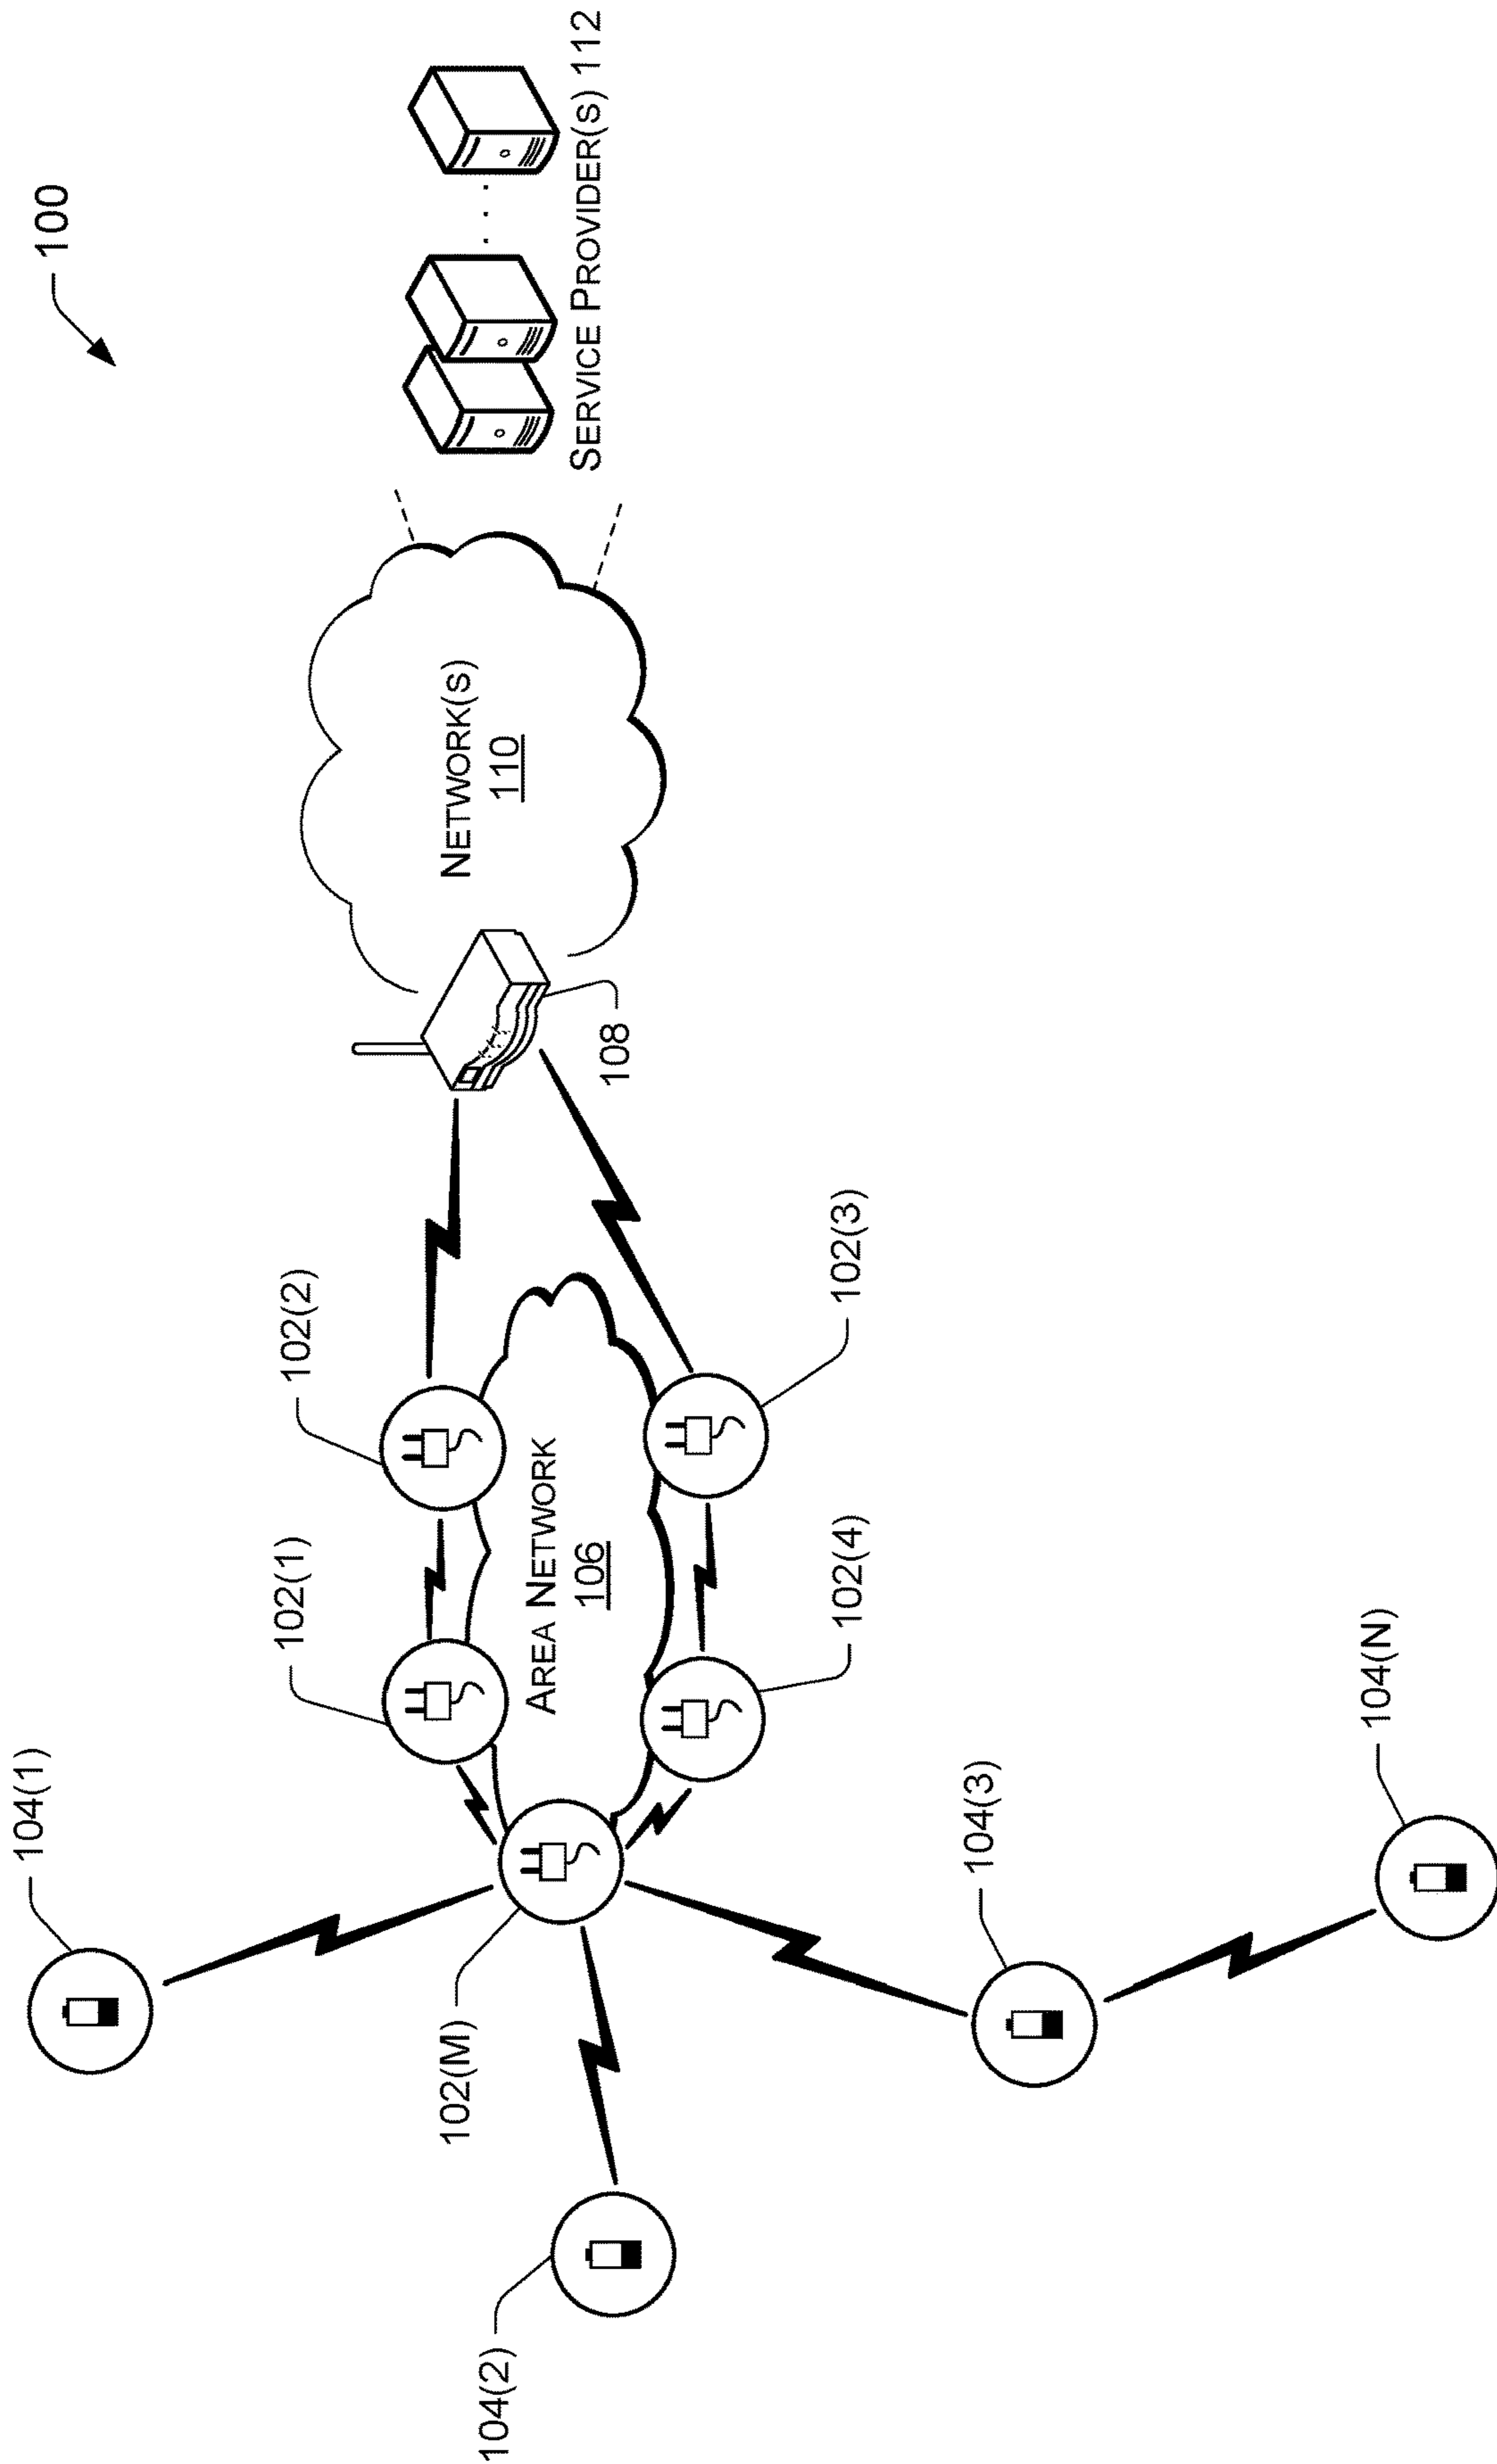 100
104(1)
102(1)
102(2)
102(M)
AREA NETWORK
106
NETWORK(S)
110
SERVICE PROVIDER(S) 112
108
104(2)
102(4)
102(3)
104(3)
104(N)